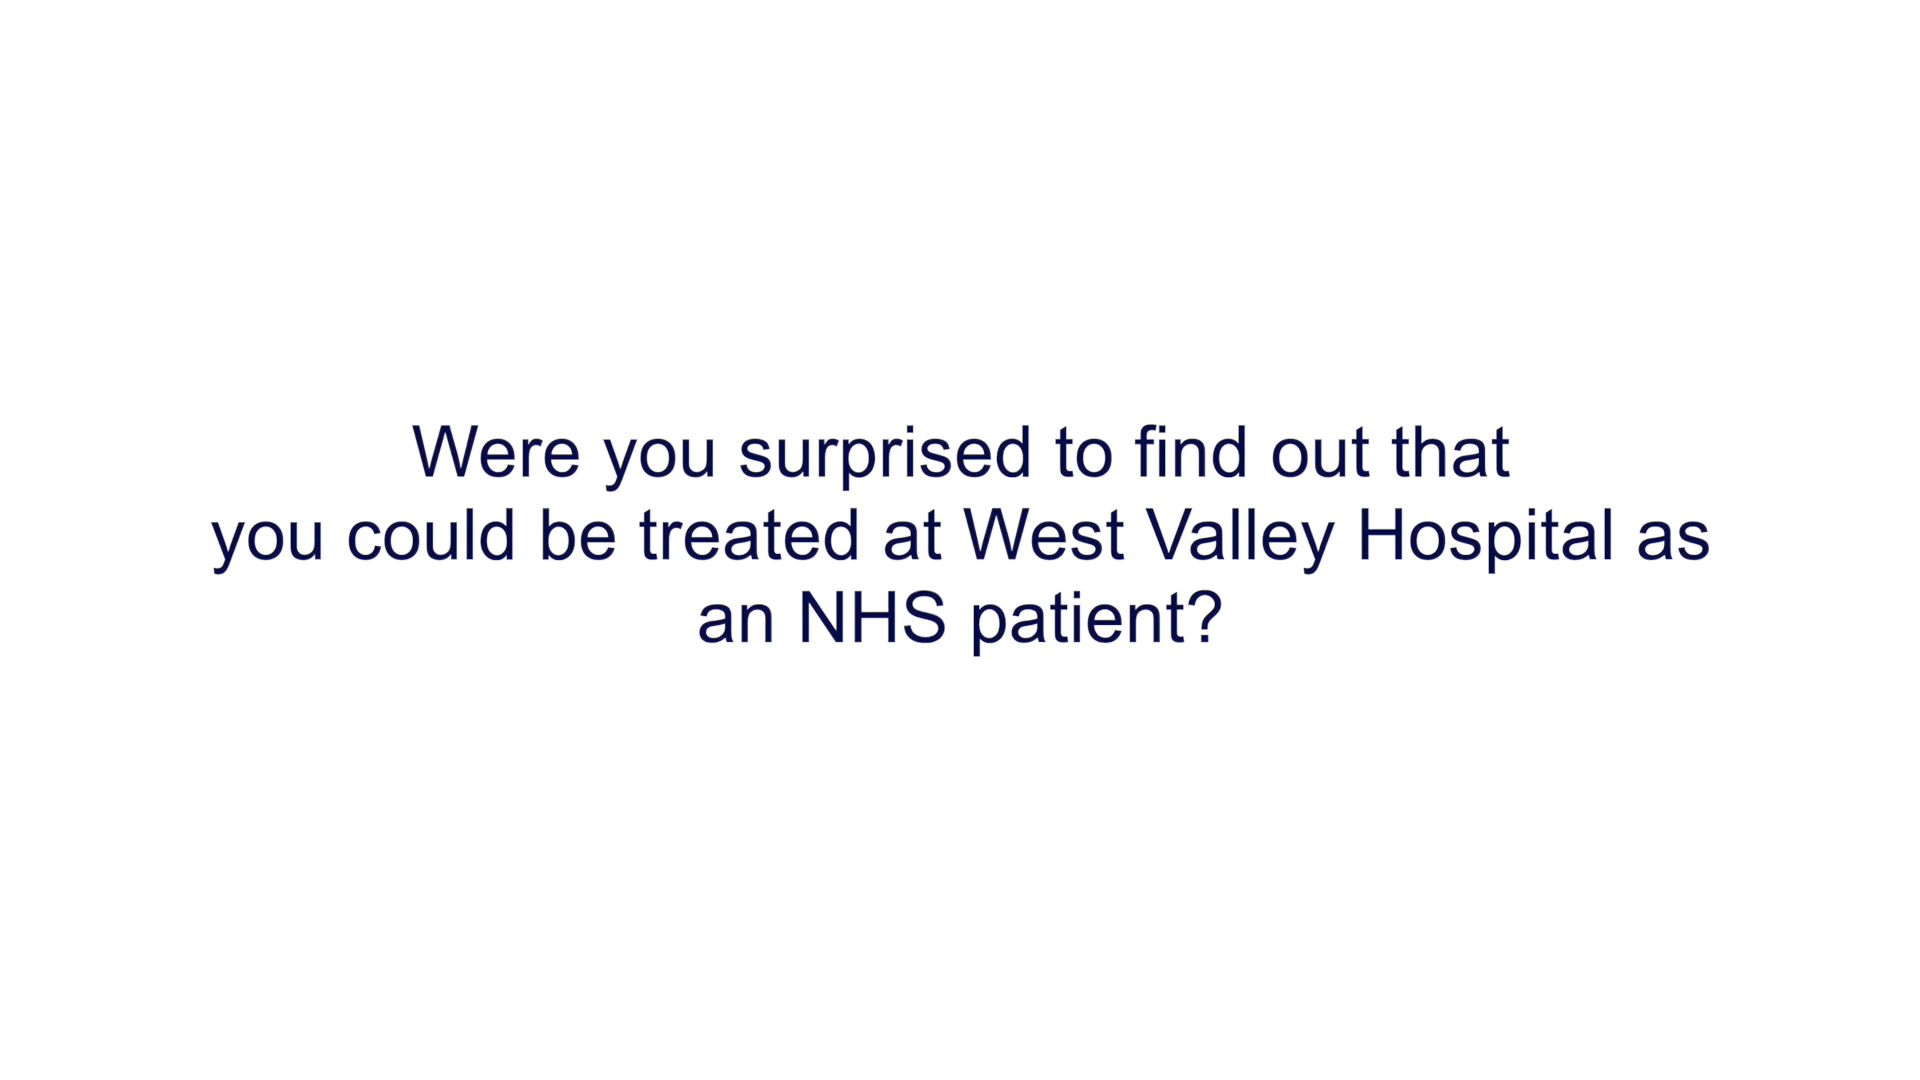 Were you surprised to find out that
you could be treated at West Valley Hospital as
an NHS patient?